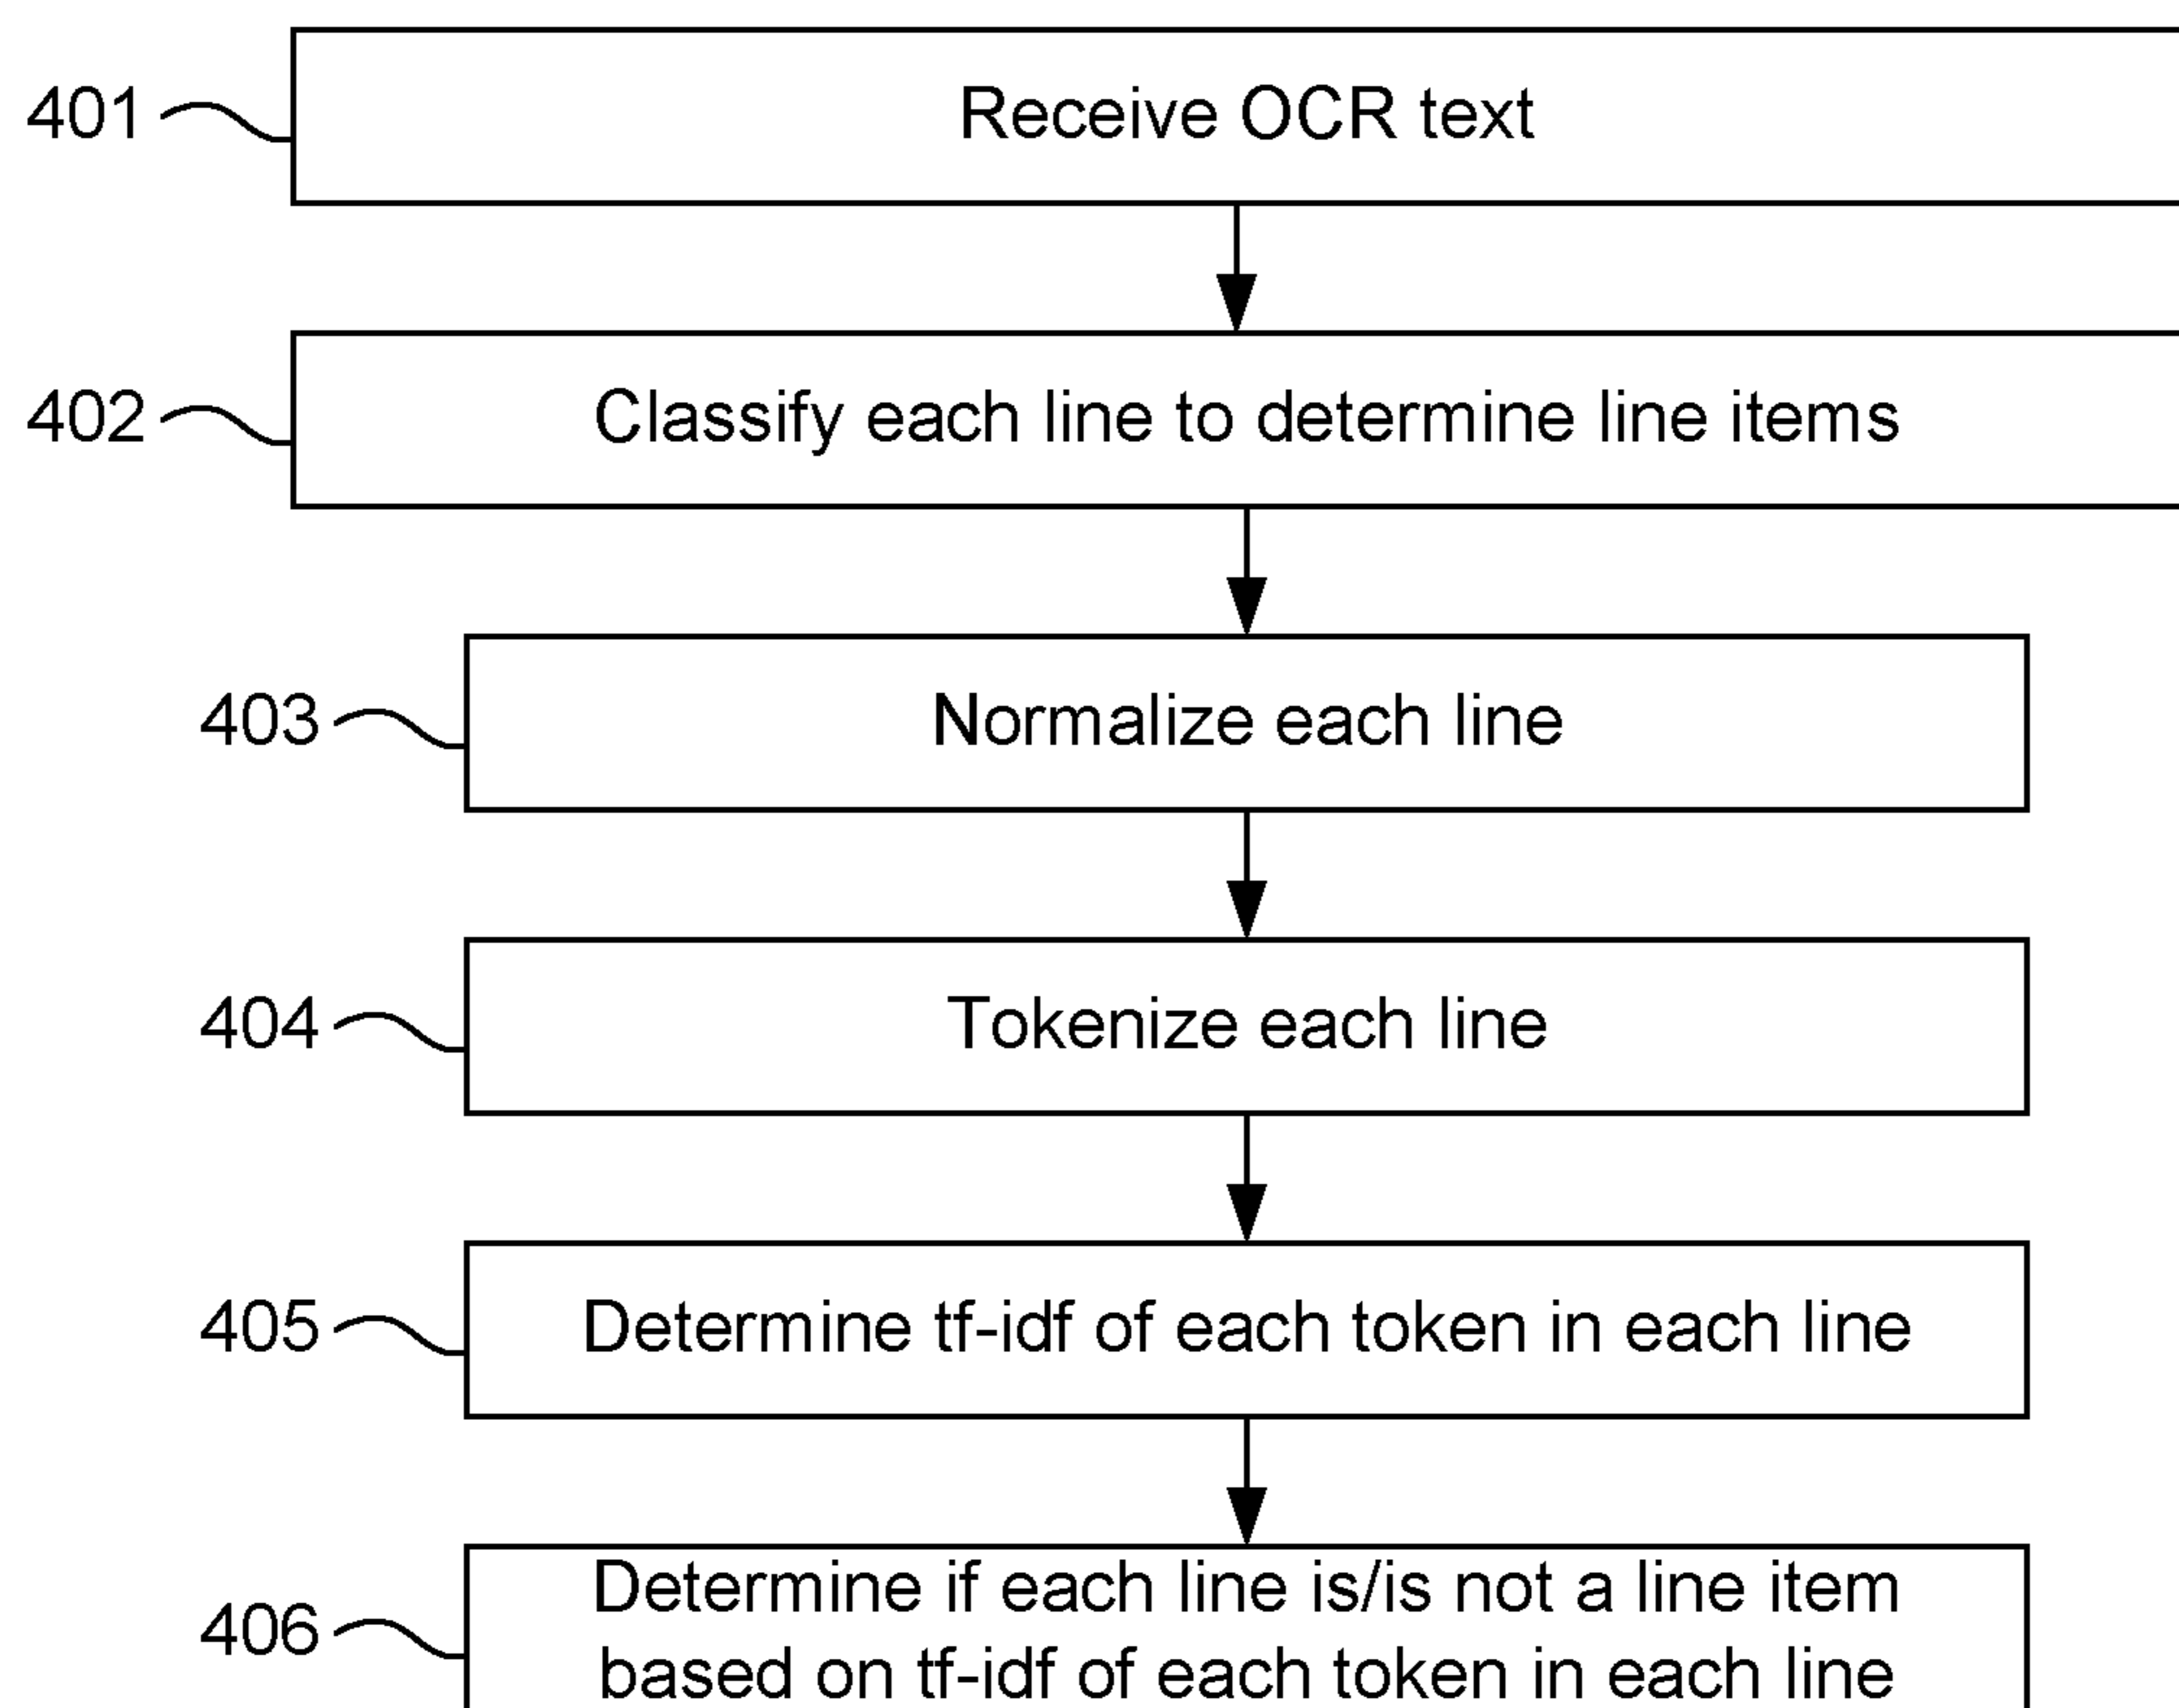 401
Receive OCR text
402
Classify each line to determine line items
403
Normalize each line
404
Tokenize each line
405
Determine tf-idf of each token in each line
406
Determine if each line is/is not a line item
based on tf-idf of each token in each line